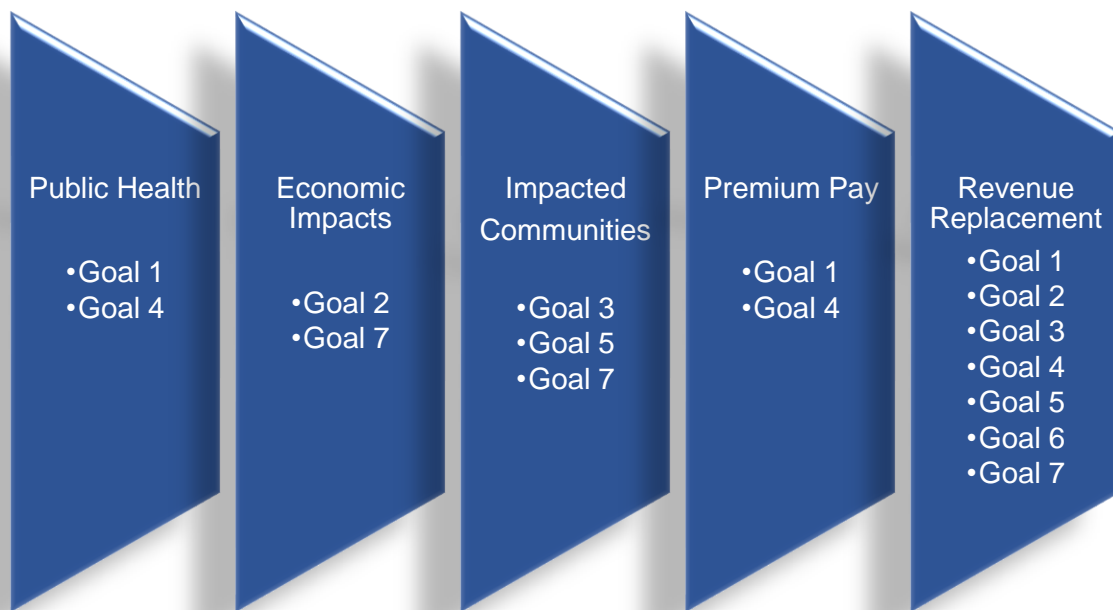 Public Health
•Goal 1
•Goal 4
Economic
Impacts
•Goal 2
•Goal 7
Impacted
Communities
•Goal 3
•Goal 5
•Goal 7
Premium Pay
•Goal 1
•Goal 4
Revenue
Replacement
•Goal 1
•Goal 2
•Goal 3
•Goal 4
•Goal 5
•Goal 6
•Goal 7